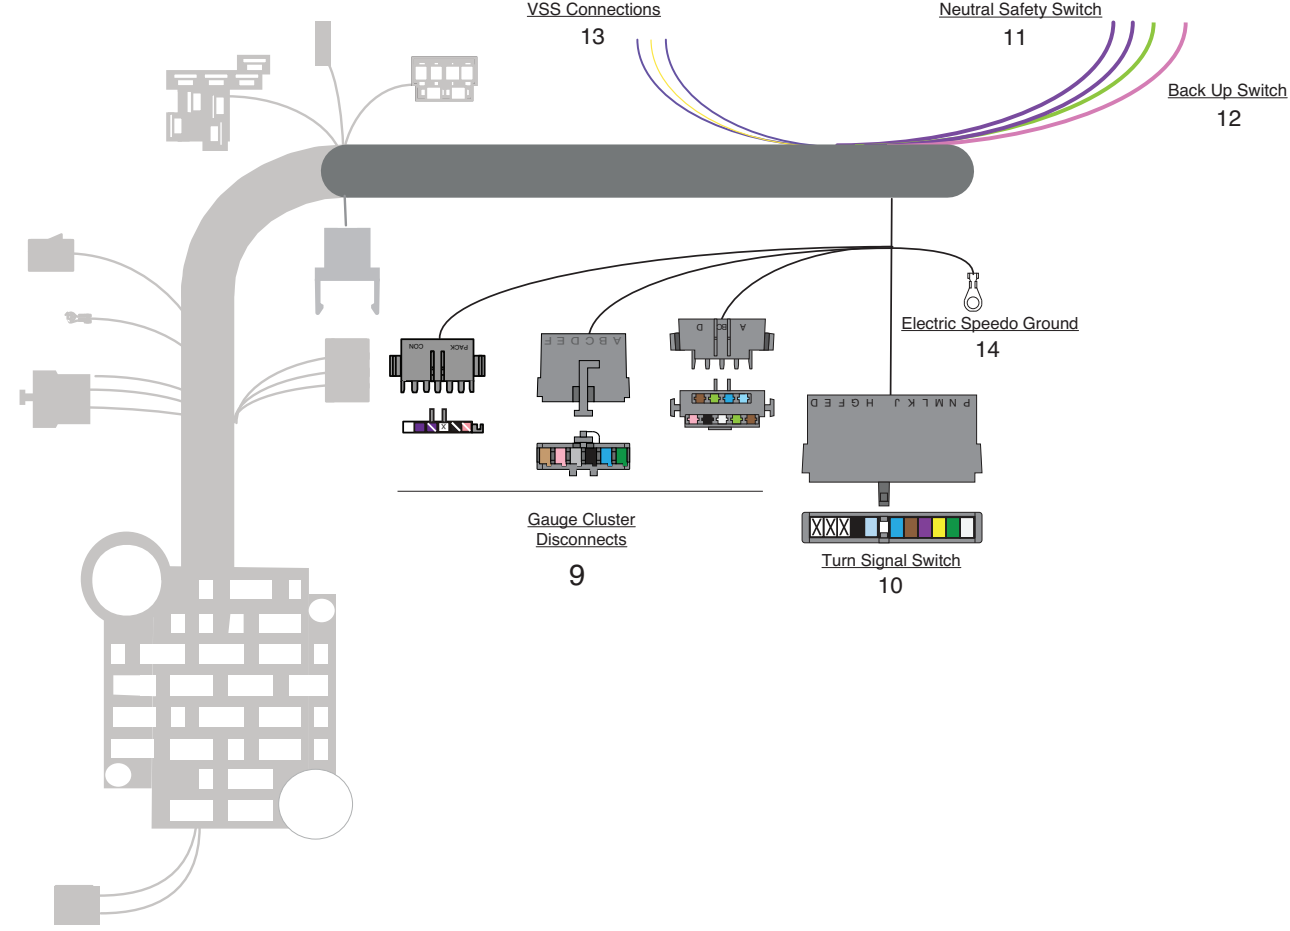 VSS Connections
13
Neutral Safety Switch
11
Back Up Switch
12
Electric Speedo Ground
14
CON PACK
F E D C B A
D BC A
D E F G H J K L M N P
X
X X X
Gauge Cluster
Disconnects
9
Turn Signal Switch
10